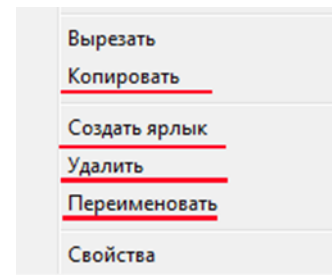 Вырезать
Копировать
Создать ярлык
Удалить
Переименовать
Свойства